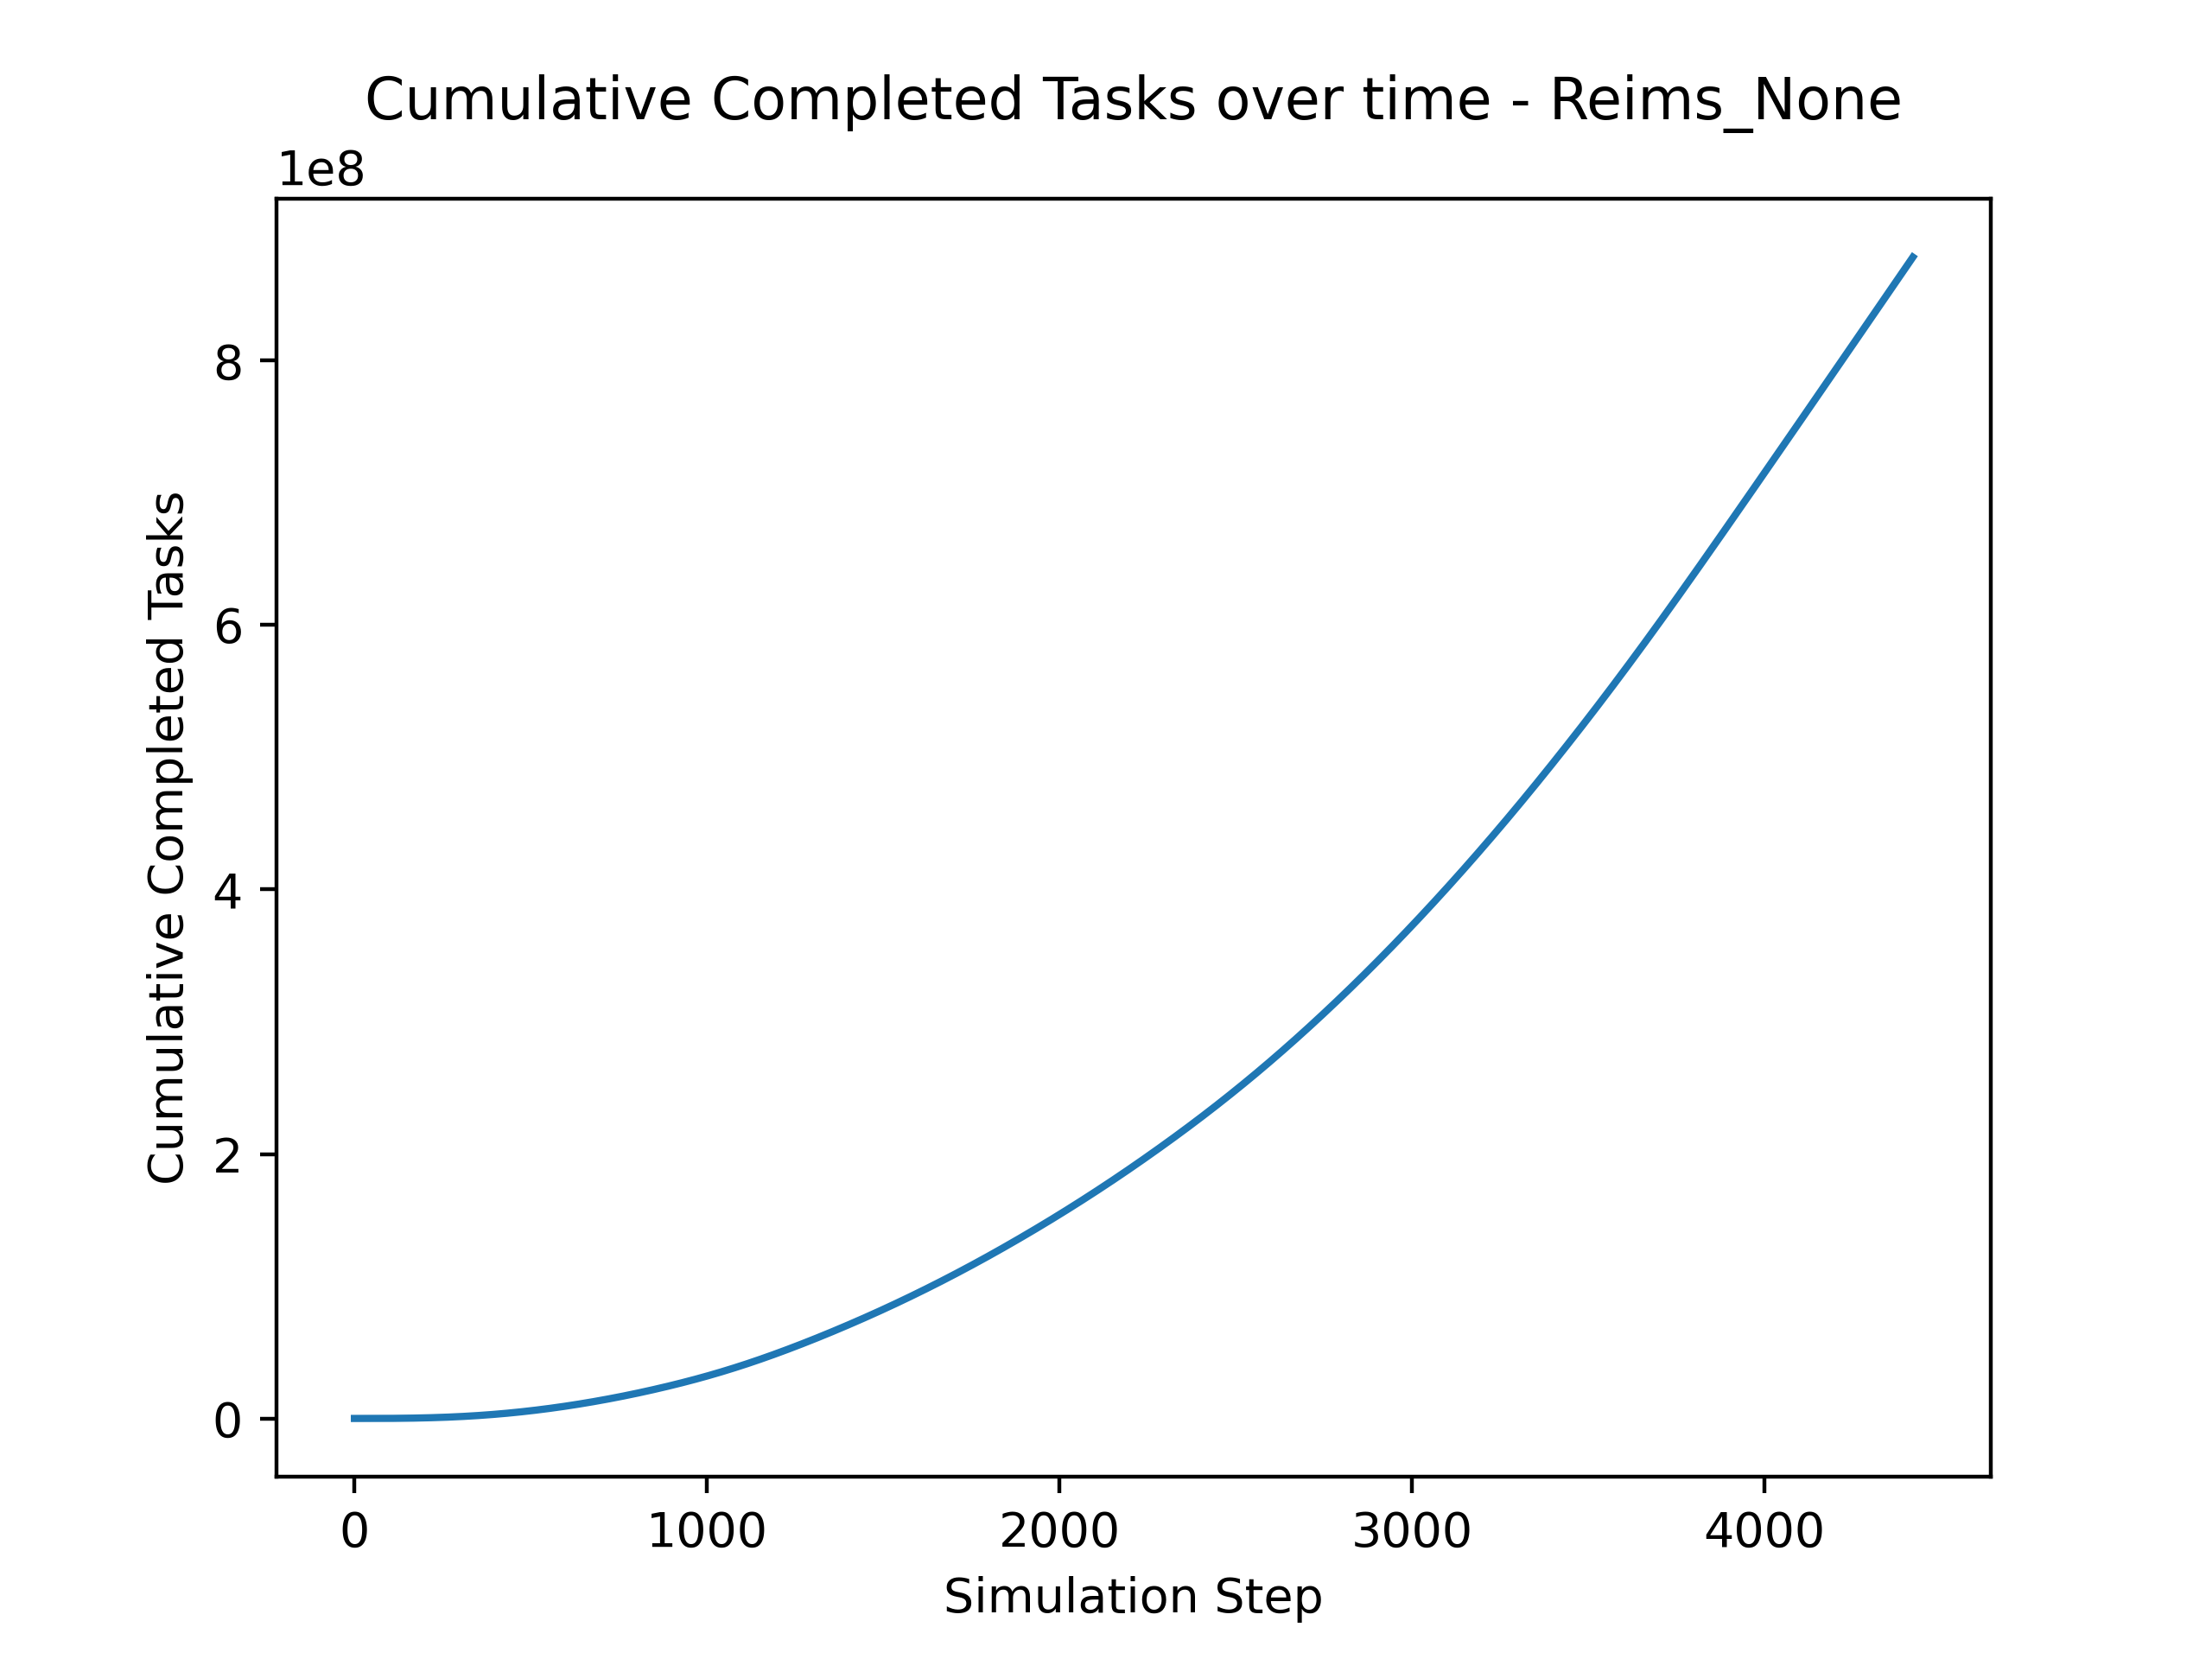 Cumulative Completed Tasks over time - Reims_None
1e8
8
6
4
2
0
Cumulative Completed Tasks
0 1000 2000 3000 4000
Simulation Step